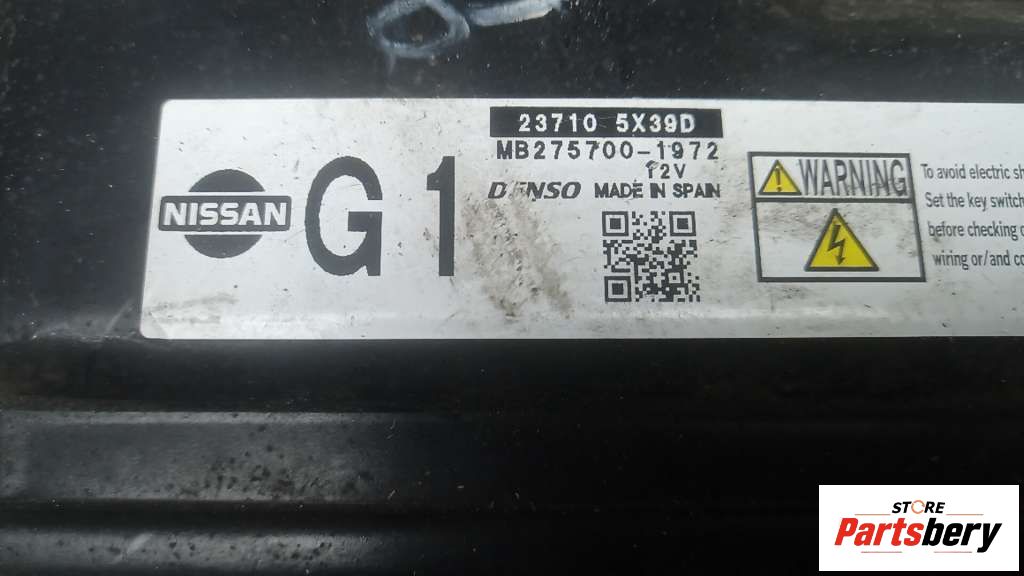 23710 5X39D
MB275700-1972
12V
DENSO MADE IN SPAIN
NISSAN
G1
WARNING
To avoid electric sh
Set the key switch
before checking o
wiring or/and co
STORE
Partsbery